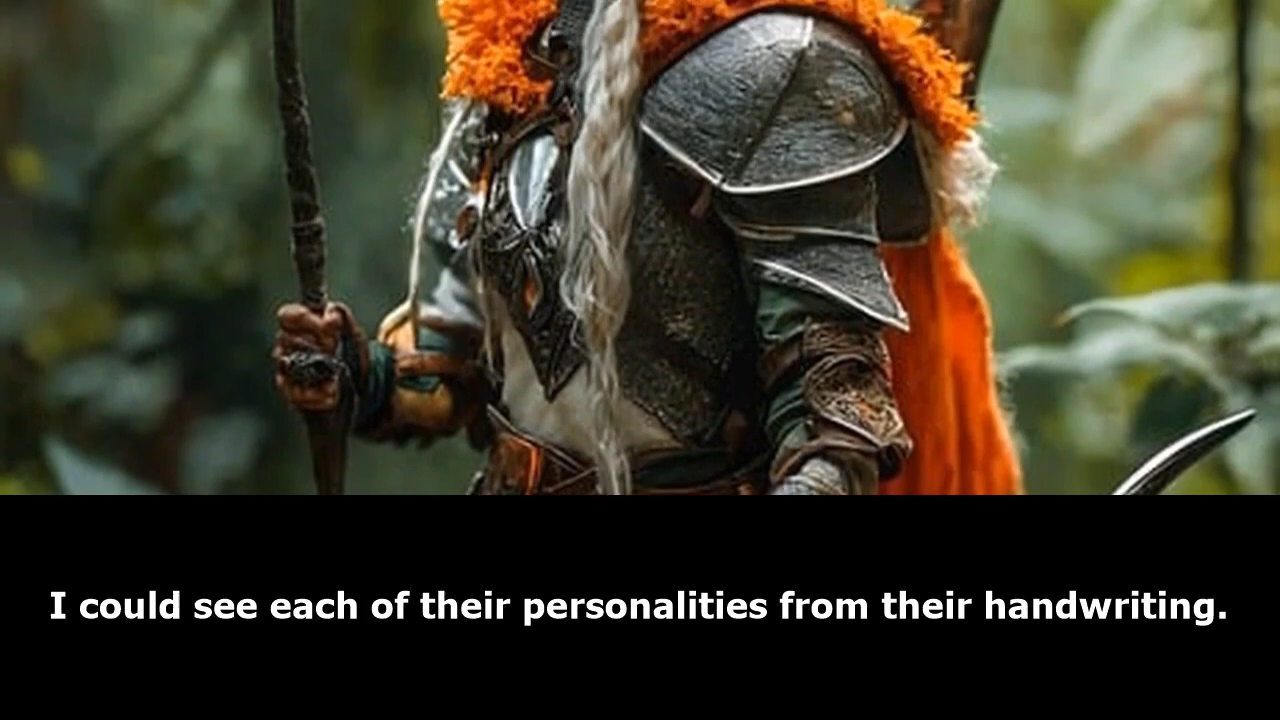 I could see each of their personalities from their handwriting.